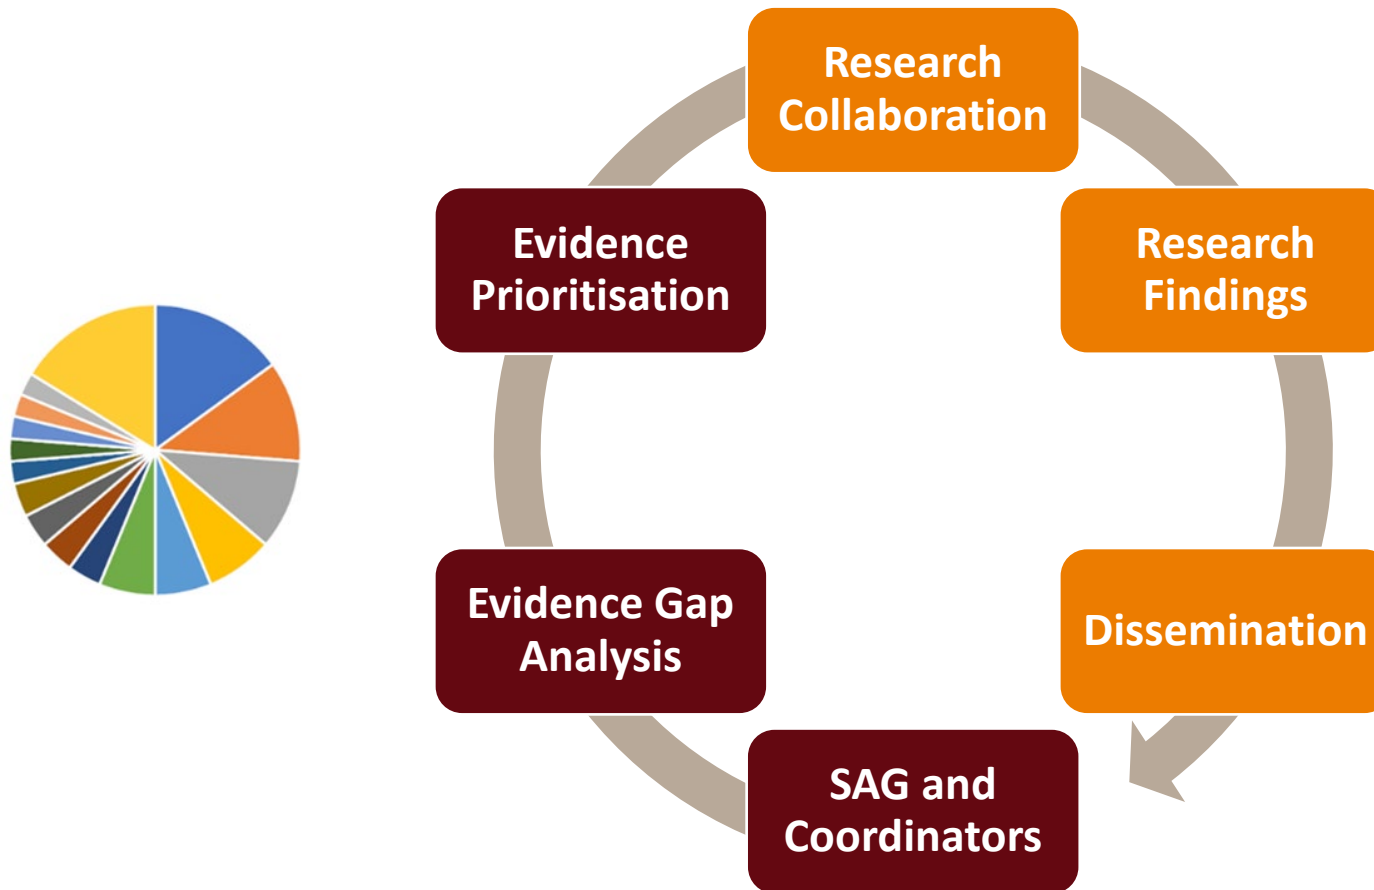 Research
Collaboration
Research
Findings
Dissemination
SAG and
Coordinators
Evidence Gap
Analysis
Evidence
Prioritisation